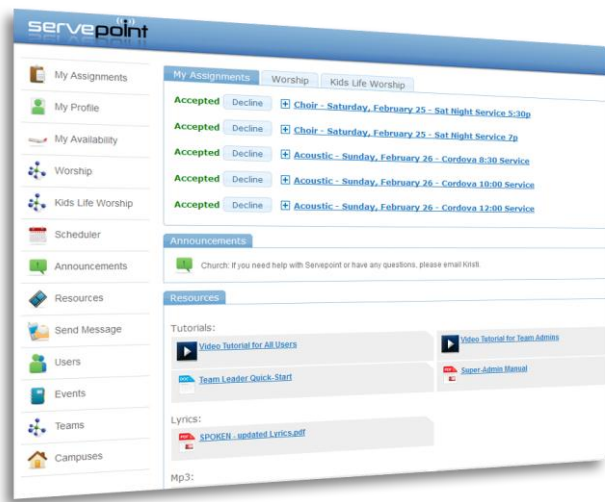 servepoint
My Assignments
My Profile
My Availability
Worship
Kids Life Worship
Scheduler
Announcements
Resources
Send Message
Users
Events
Teams
Campuses
My Assignments Worship Kids Life Worship
Accepted Decline Choir - Saturday, February 25 - Sat Night Service 5:30p
Accepted Decline Choir - Saturday, February 25 - Sat Night Service 7p
Accepted Decline Acoustic - Sunday, February 26 - Cordova 8:30 Service
Accepted Decline Acoustic - Sunday, February 26 - Cordova 10:00 Service
Accepted Decline Acoustic - Sunday, February 26 - Cordova 12:00 Service
Announcements
Church: If you need help with Servepoint or have any questions, please email Kristi.
Resources
Tutorials:
Video Tutorial for All Users
Video Tutorial for Team Admins
Team Leader Quick-Start
Super-Admin Manual
Lyrics:
SPOKEN - updated Lyrics.pdf
Mp3: